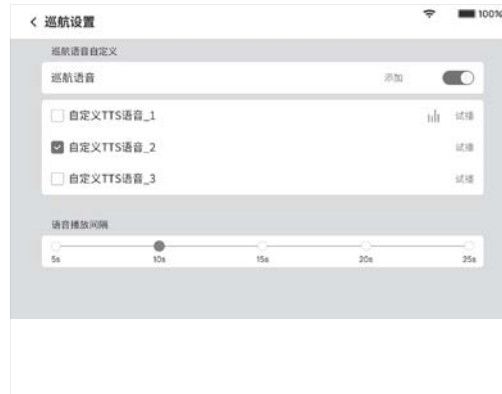 100%
< 巡航设置
巡航语音自定义
巡航语音 添加
自定义TTS语音_1 试播
自定义TTS语音_2 试播
自定义TTS语音_3 试播
语音播放间隔
5s 10s 15s 20s 25s